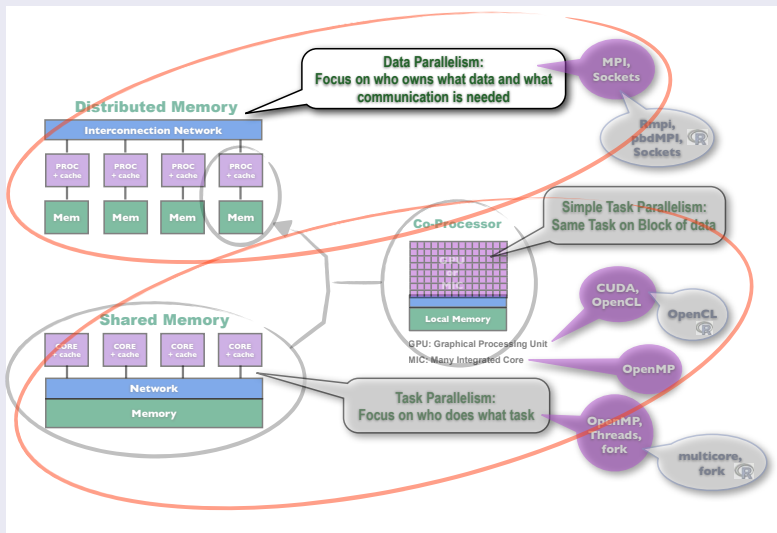 Data Parallelism:
Focus on who owns what data and what
communication is needed
MPI,
Sockets
Distributed Memory
Interconnection Network
Rmpi,
pbdMPI,
Sockets
R
PROC
+ cache
PROC
+ cache
PROC
+ cache
PROC
+ cache
Mem
Mem
Mem
Mem
Simple Task Parallelism:
Same Task on Block of data
Co-Processor
GPU
or
MIC
Local Memory
CUDA,
OpenCL
OpenCL
R
GPU: Graphical Processing Unit
MIC: Many Integrated Core
OpenMP
Shared Memory
CORE
+ cache
CORE
+ cache
CORE
+ cache
CORE
+ cache
Network
Memory
Task Parallelism:
Focus on who does what task
OpenMP,
Threads,
fork
multicore,
fork
R